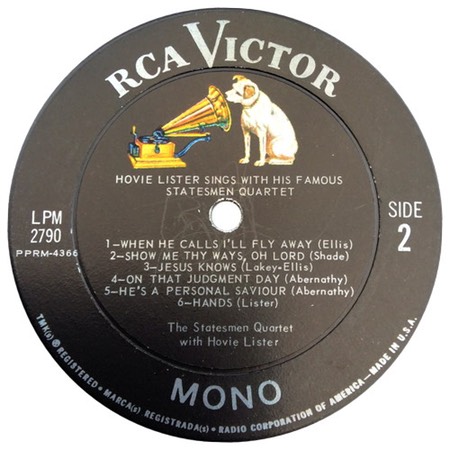 RCA VICTOR
HOVIE LISTER SINGS WITH HIS FAMOUS
STATESMEN QUARTET
LPM
2790
PPRM-4366
SIDE
2
1–WHEN HE CALLS I'LL FLY AWAY (Ellis)
2–SHOW ME THY WAYS, OH LORD (Shade)
3–JESUS KNOWS (Lakey-Ellis)
4–ON THAT JUDGMENT DAY (Abernathy)
5–HE'S A PERSONAL SAVIOUR (Abernathy)
6–HANDS (Lister)
The Statesmen Quartet
with Hovie Lister
MONO
TMK(s) ® REGISTERED • MARCA(s) REGISTRADA(s) • RADIO CORPORATION OF AMERICA–MADE IN U.S.A.